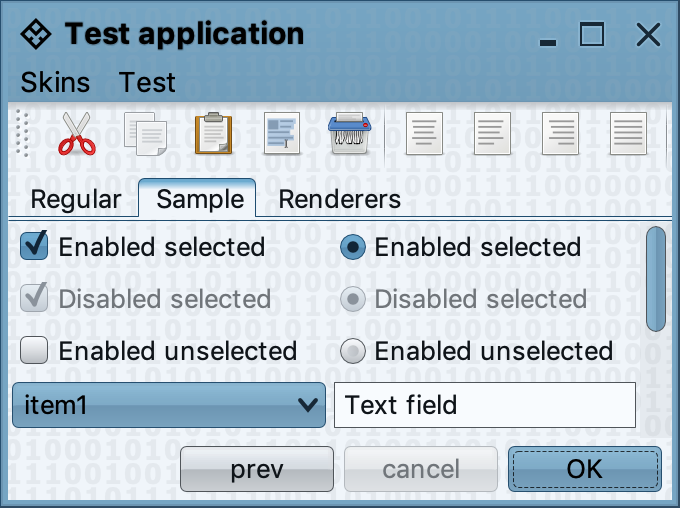 Test application
Skins Test
Regular Sample Renderers
Enabled selected Enabled selected
Disabled selected Disabled selected
Enabled unselected Enabled unselected
item1 Text field
prev cancel OK